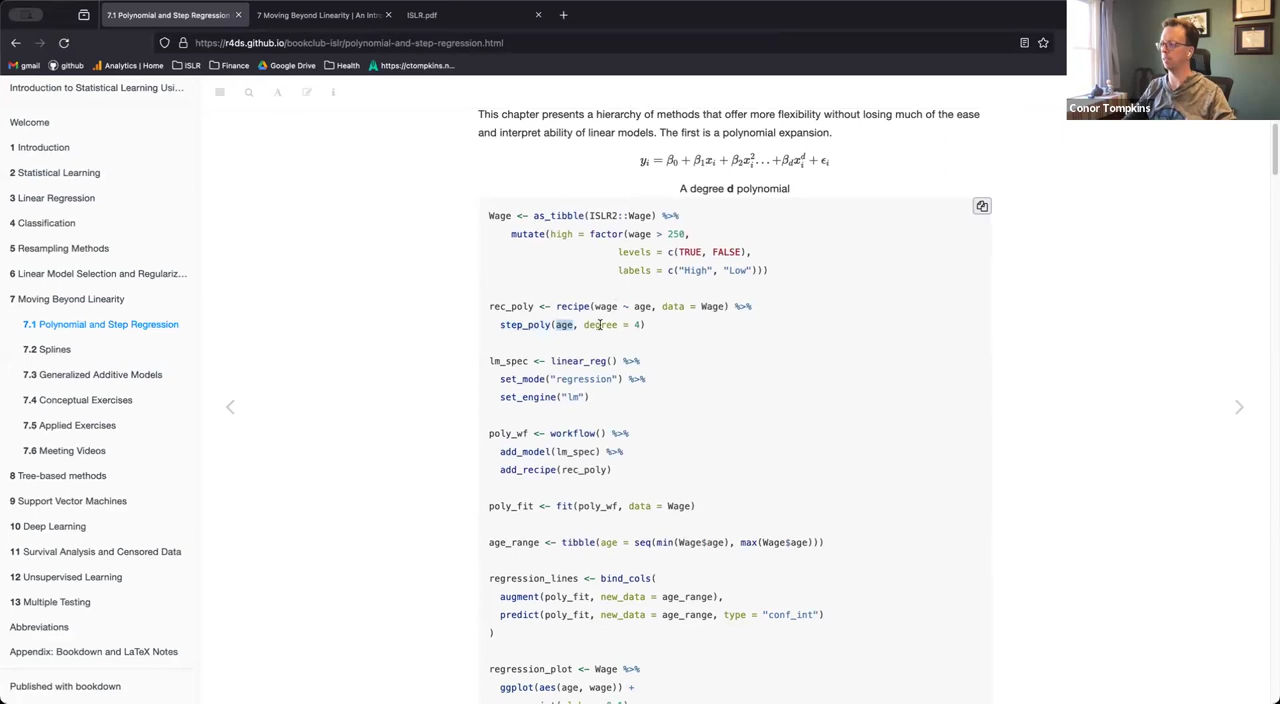 7.1 Polynomial and Step Regression
7 Moving Beyond Linearity | An Intr
ISLR.pdf
https://r4ds.github.io/bookclub-islr/polynomial-and-step-regression.html
gmail
github
Analytics | Home
ISLR
Finance
Google Drive
Health
https://ctompkins.n...
Conor Tompkins
Introduction to Statistical Learning Usi...
Welcome
1 Introduction
2 Statistical Learning
3 Linear Regression
4 Classification
5 Resampling Methods
6 Linear Model Selection and Regulariz...
7 Moving Beyond Linearity
7.1 Polynomial and Step Regression
7.2 Splines
7.3 Generalized Additive Models
7.4 Conceptual Exercises
7.5 Applied Exercises
7.6 Meeting Videos
8 Tree-based methods
9 Support Vector Machines
10 Deep Learning
11 Survival Analysis and Censored Data
12 Unsupervised Learning
13 Multiple Testing
Abbreviations
Appendix: Bookdown and LaTeX Notes
Published with bookdown
This chapter presents a hierarchy of methods that offer more flexibility without losing much of the ease
and interpret ability of linear models. The first is a polynomial expansion.
y_i = β_0 + β_1x_i + β_2x_i^2 … +β_dx_i^d + ϵ_i
A degree d polynomial
Wage <- as_tibble(ISLR2::Wage) %>%
mutate(high = factor(wage > 250,
levels = c(TRUE, FALSE),
labels = c("High", "Low")))
rec_poly <- recipe(wage ~ age, data = Wage) %>%
step_poly(age, degree = 4)
lm_spec <- linear_reg() %>%
set_mode("regression") %>%
set_engine("lm")
poly_wf <- workflow() %>%
add_model(lm_spec) %>%
add_recipe(rec_poly)
poly_fit <- fit(poly_wf, data = Wage)
age_range <- tibble(age = seq(min(Wage$age), max(Wage$age)))
regression_lines <- bind_cols(
augment(poly_fit, new_data = age_range),
predict(poly_fit, new_data = age_range, type = "conf_int")
)
regression_plot <- Wage %>%
ggplot(aes(age, wage)) +